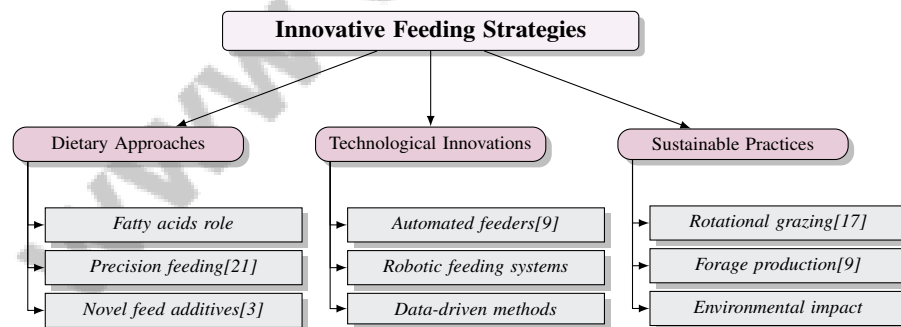 Innovative Feeding Strategies
Dietary Approaches
Technological Innovations
Sustainable Practices
Fatty acids role
Automated feeders[9]
Rotational grazing[17]
Precision feeding[21]
Robotic feeding systems
Forage production[9]
Novel feed additives[3]
Data-driven methods
Environmental impact
www